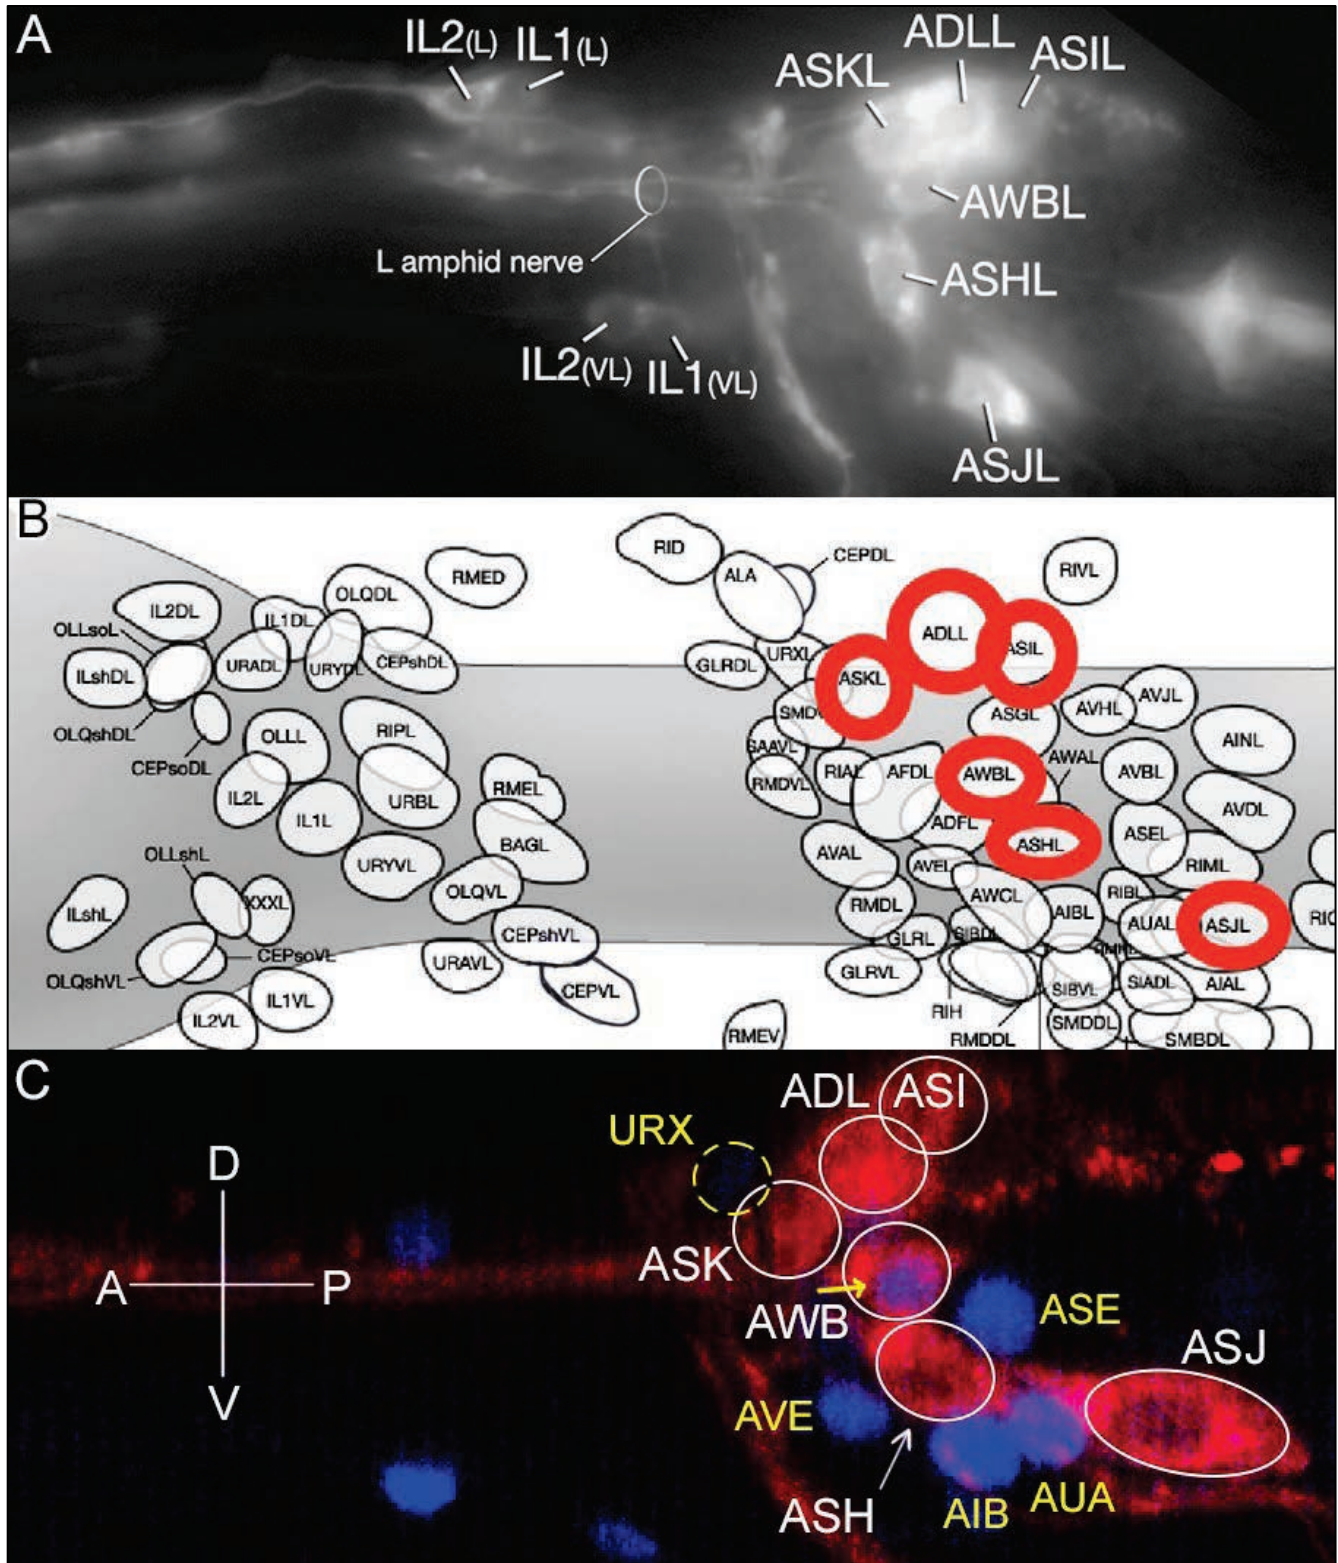 A
IL2(L) IL1(L)
ADLL
ASIL
ASKL
AWBL
L amphid nerve
ASHL
IL2(VL) IL1(VL)
ASJL
B
RID
CEPDL
RIVL
RMED
ALA
OLQDL
IL2DL
IL1DL
ADLL
OLLsoL
URXL
ASIL
ILshDL
URADL
URYDL
CEPshDL
GLRDL
ASKL
OLQshDL
SMDV
ASGL
AVHL
AVJL
CEPsoDL
OLLL
RIPL
SAAVL
AINL
RIAL
AFDL
AWBL
AWAL
AVBL
IL2L
URBL
RMEL
RMDVL
AVDL
IL1L
ADFL
ASHL
ASEL
OLLshL
URYVL
BAGL
AVAL
AVEL
RIML
ILshL
XXXL
OLQVL
RMDL
AWCL
AIBL
RIBL
AUAL
ASJL
RIC
CEPshVL
GLRL
SIBDL
OLQshVL
CEPsoVL
URAVL
GLRVL
SIBVL
SIADL
AIAL
IL2VL
IL1VL
CEPVL
RIH
RMEV
RMDDL
SMDDL
SMBDL
C
ADL
ASI
URX
D
ASK
A
P
AWB
ASE
ASJ
V
AVE
ASH
AIB
AUA